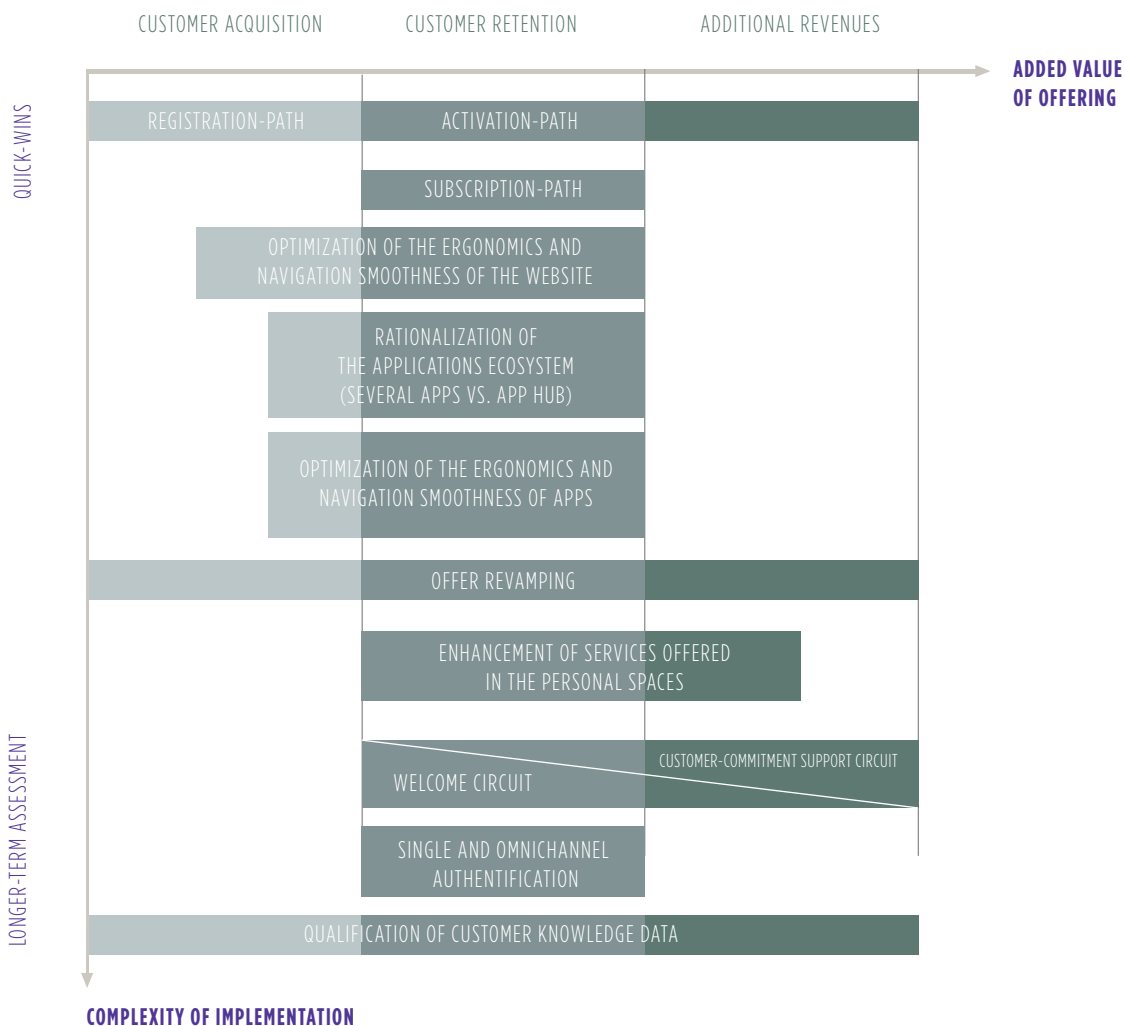 CUSTOMER ACQUISITION
CUSTOMER RETENTION
ADDITIONAL REVENUES
ADDED VALUE
OF OFFERING
QUICK-WINS
REGISTRATION-PATH
ACTIVATION-PATH
SUBSCRIPTION-PATH
OPTIMIZATION OF THE ERGONOMICS AND
NAVIGATION SMOOTHNESS OF THE WEBSITE
RATIONALIZATION OF
THE APPLICATIONS ECOSYSTEM
(SEVERAL APPS VS. APP HUB)
OPTIMIZATION OF THE ERGONOMICS AND
NAVIGATION SMOOTHNESS OF APPS
OFFER REVAMPING
ENHANCEMENT OF SERVICES OFFERED
IN THE PERSONAL SPACES
LONGER-TERM ASSESSMENT
WELCOME CIRCUIT
CUSTOMER-COMMITMENT SUPPORT CIRCUIT
SINGLE AND OMNICHANNEL
AUTHENTIFICATION
QUALIFICATION OF CUSTOMER KNOWLEDGE DATA
COMPLEXITY OF IMPLEMENTATION